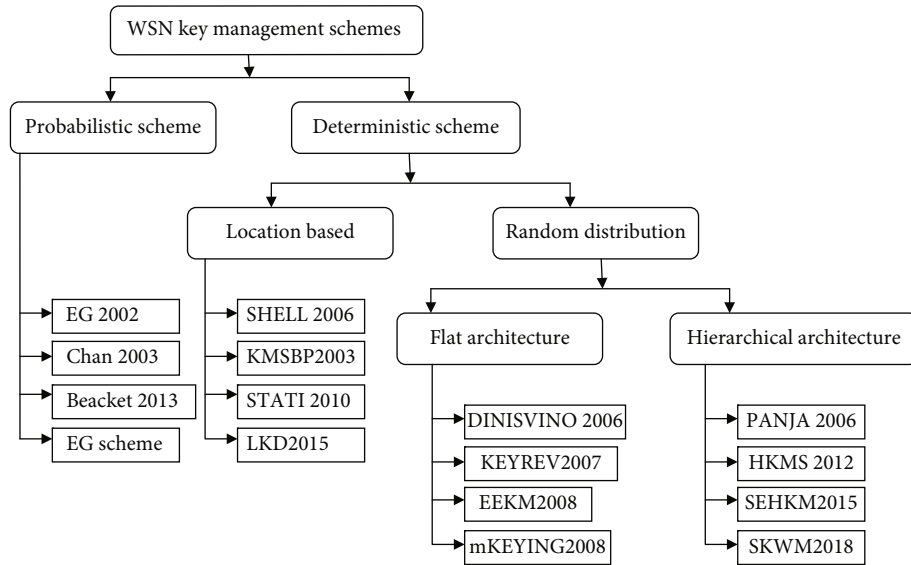 WSN key management schemes
Probabilistic scheme
Deterministic scheme
Location based
Random distribution
EG 2002
Chan 2003
Beacket 2013
EG scheme
SHELL 2006
KMSBP2003
STATI 2010
LKD2015
Flat architecture
Hierarchical architecture
DINISVINO 2006
KEYREV2007
EEKM2008
mKEYING2008
PANJA 2006
HKMS 2012
SEHKM2015
SKWM2018